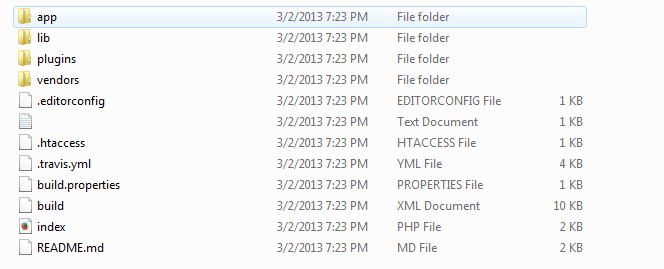 app 3/2/2013 7:23 PM File folder
lib 3/2/2013 7:23 PM File folder
plugins 3/2/2013 7:23 PM File folder
vendors 3/2/2013 7:23 PM File folder
.editorconfig 3/2/2013 7:23 PM EDITORCONFIG File 1 KB
3/2/2013 7:23 PM Text Document 1 KB
.htaccess 3/2/2013 7:23 PM HTACCESS File 1 KB
.travis.yml 3/2/2013 7:23 PM YML File 4 KB
build.properties 3/2/2013 7:23 PM PROPERTIES File 1 KB
build 3/2/2013 7:23 PM XML Document 10 KB
index 3/2/2013 7:23 PM PHP File 2 KB
README.md 3/2/2013 7:23 PM MD File 2 KB